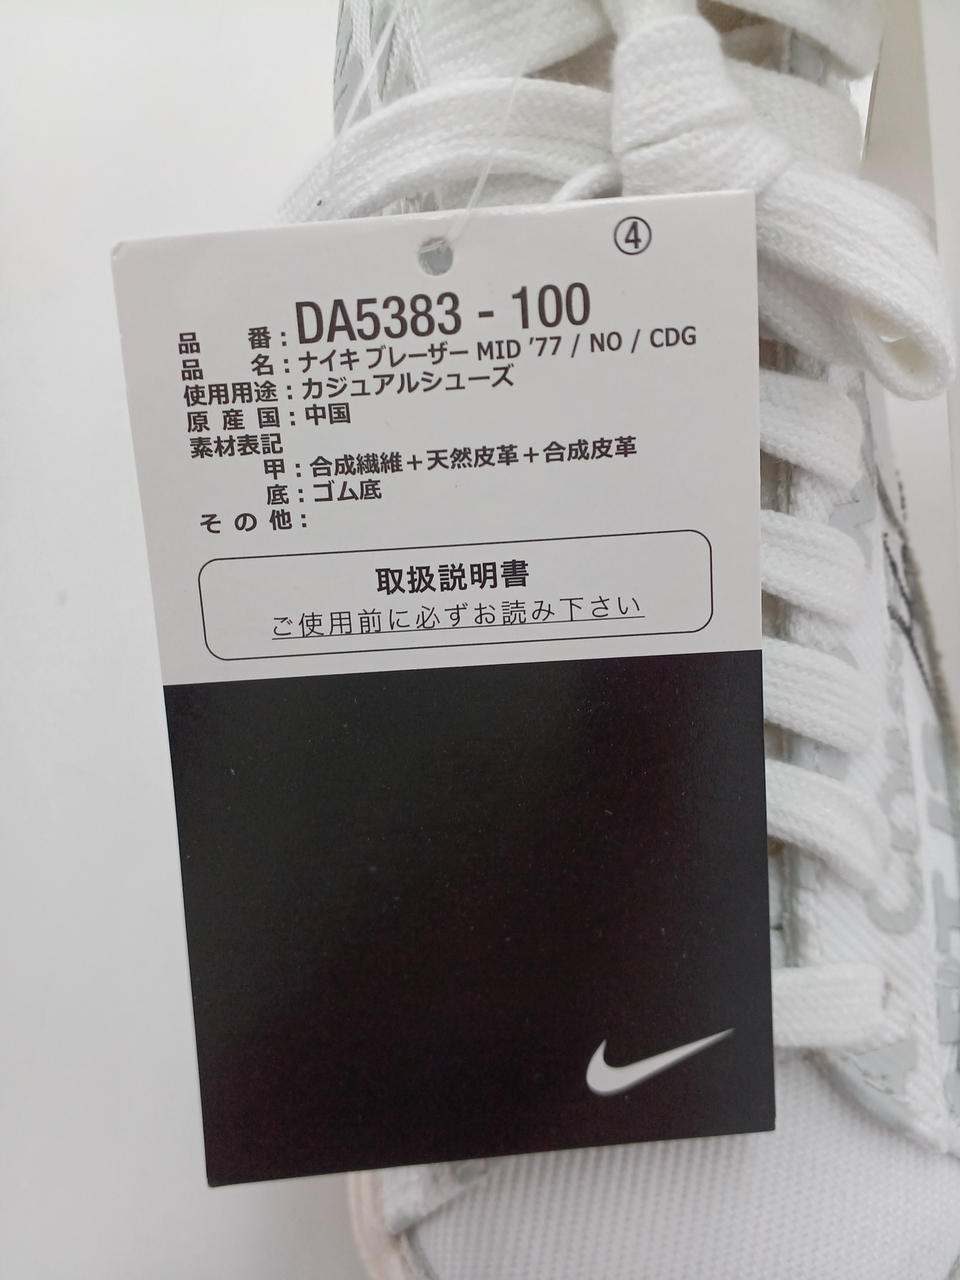 ④
品番：DA5383 - 100
品名：ナイキ ブレーザー MID '77 / NO / CDG
使用用途：カジュアルシューズ
原産国：中国
素材表記
甲：合成繊維＋天然皮革＋合成皮革
底：ゴム底
その他：
取扱説明書
ご使用前に必ずお読み下さい